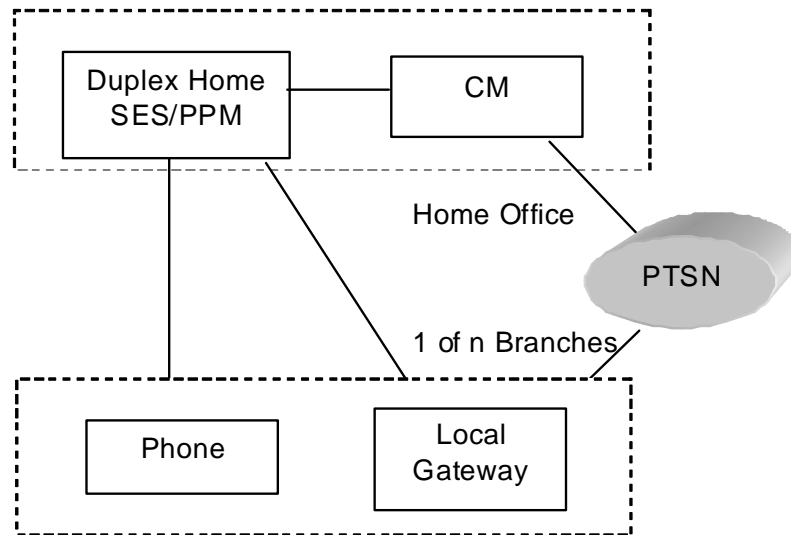 Duplex Home
SES/PPM
CM
Home Office
PTSN
1 of n Branches
Phone
Local
Gateway